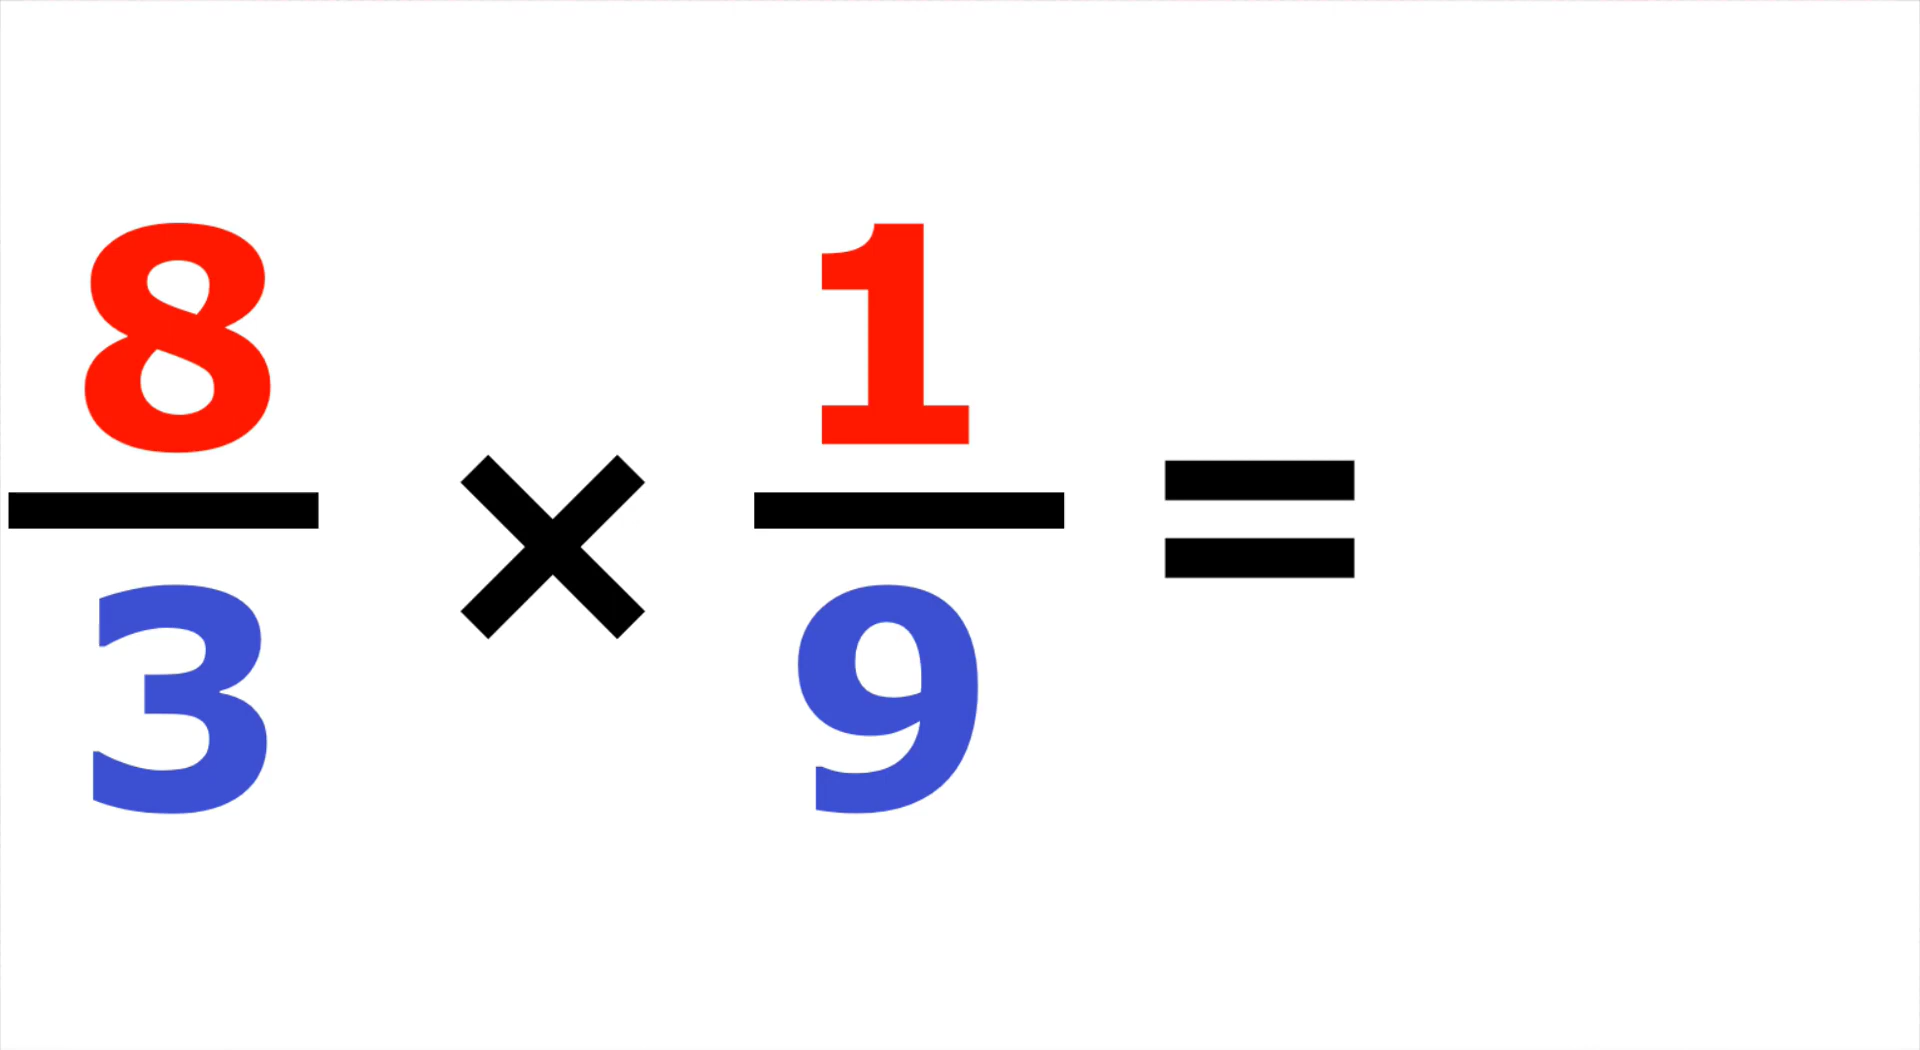 8/3 × 1/9 =